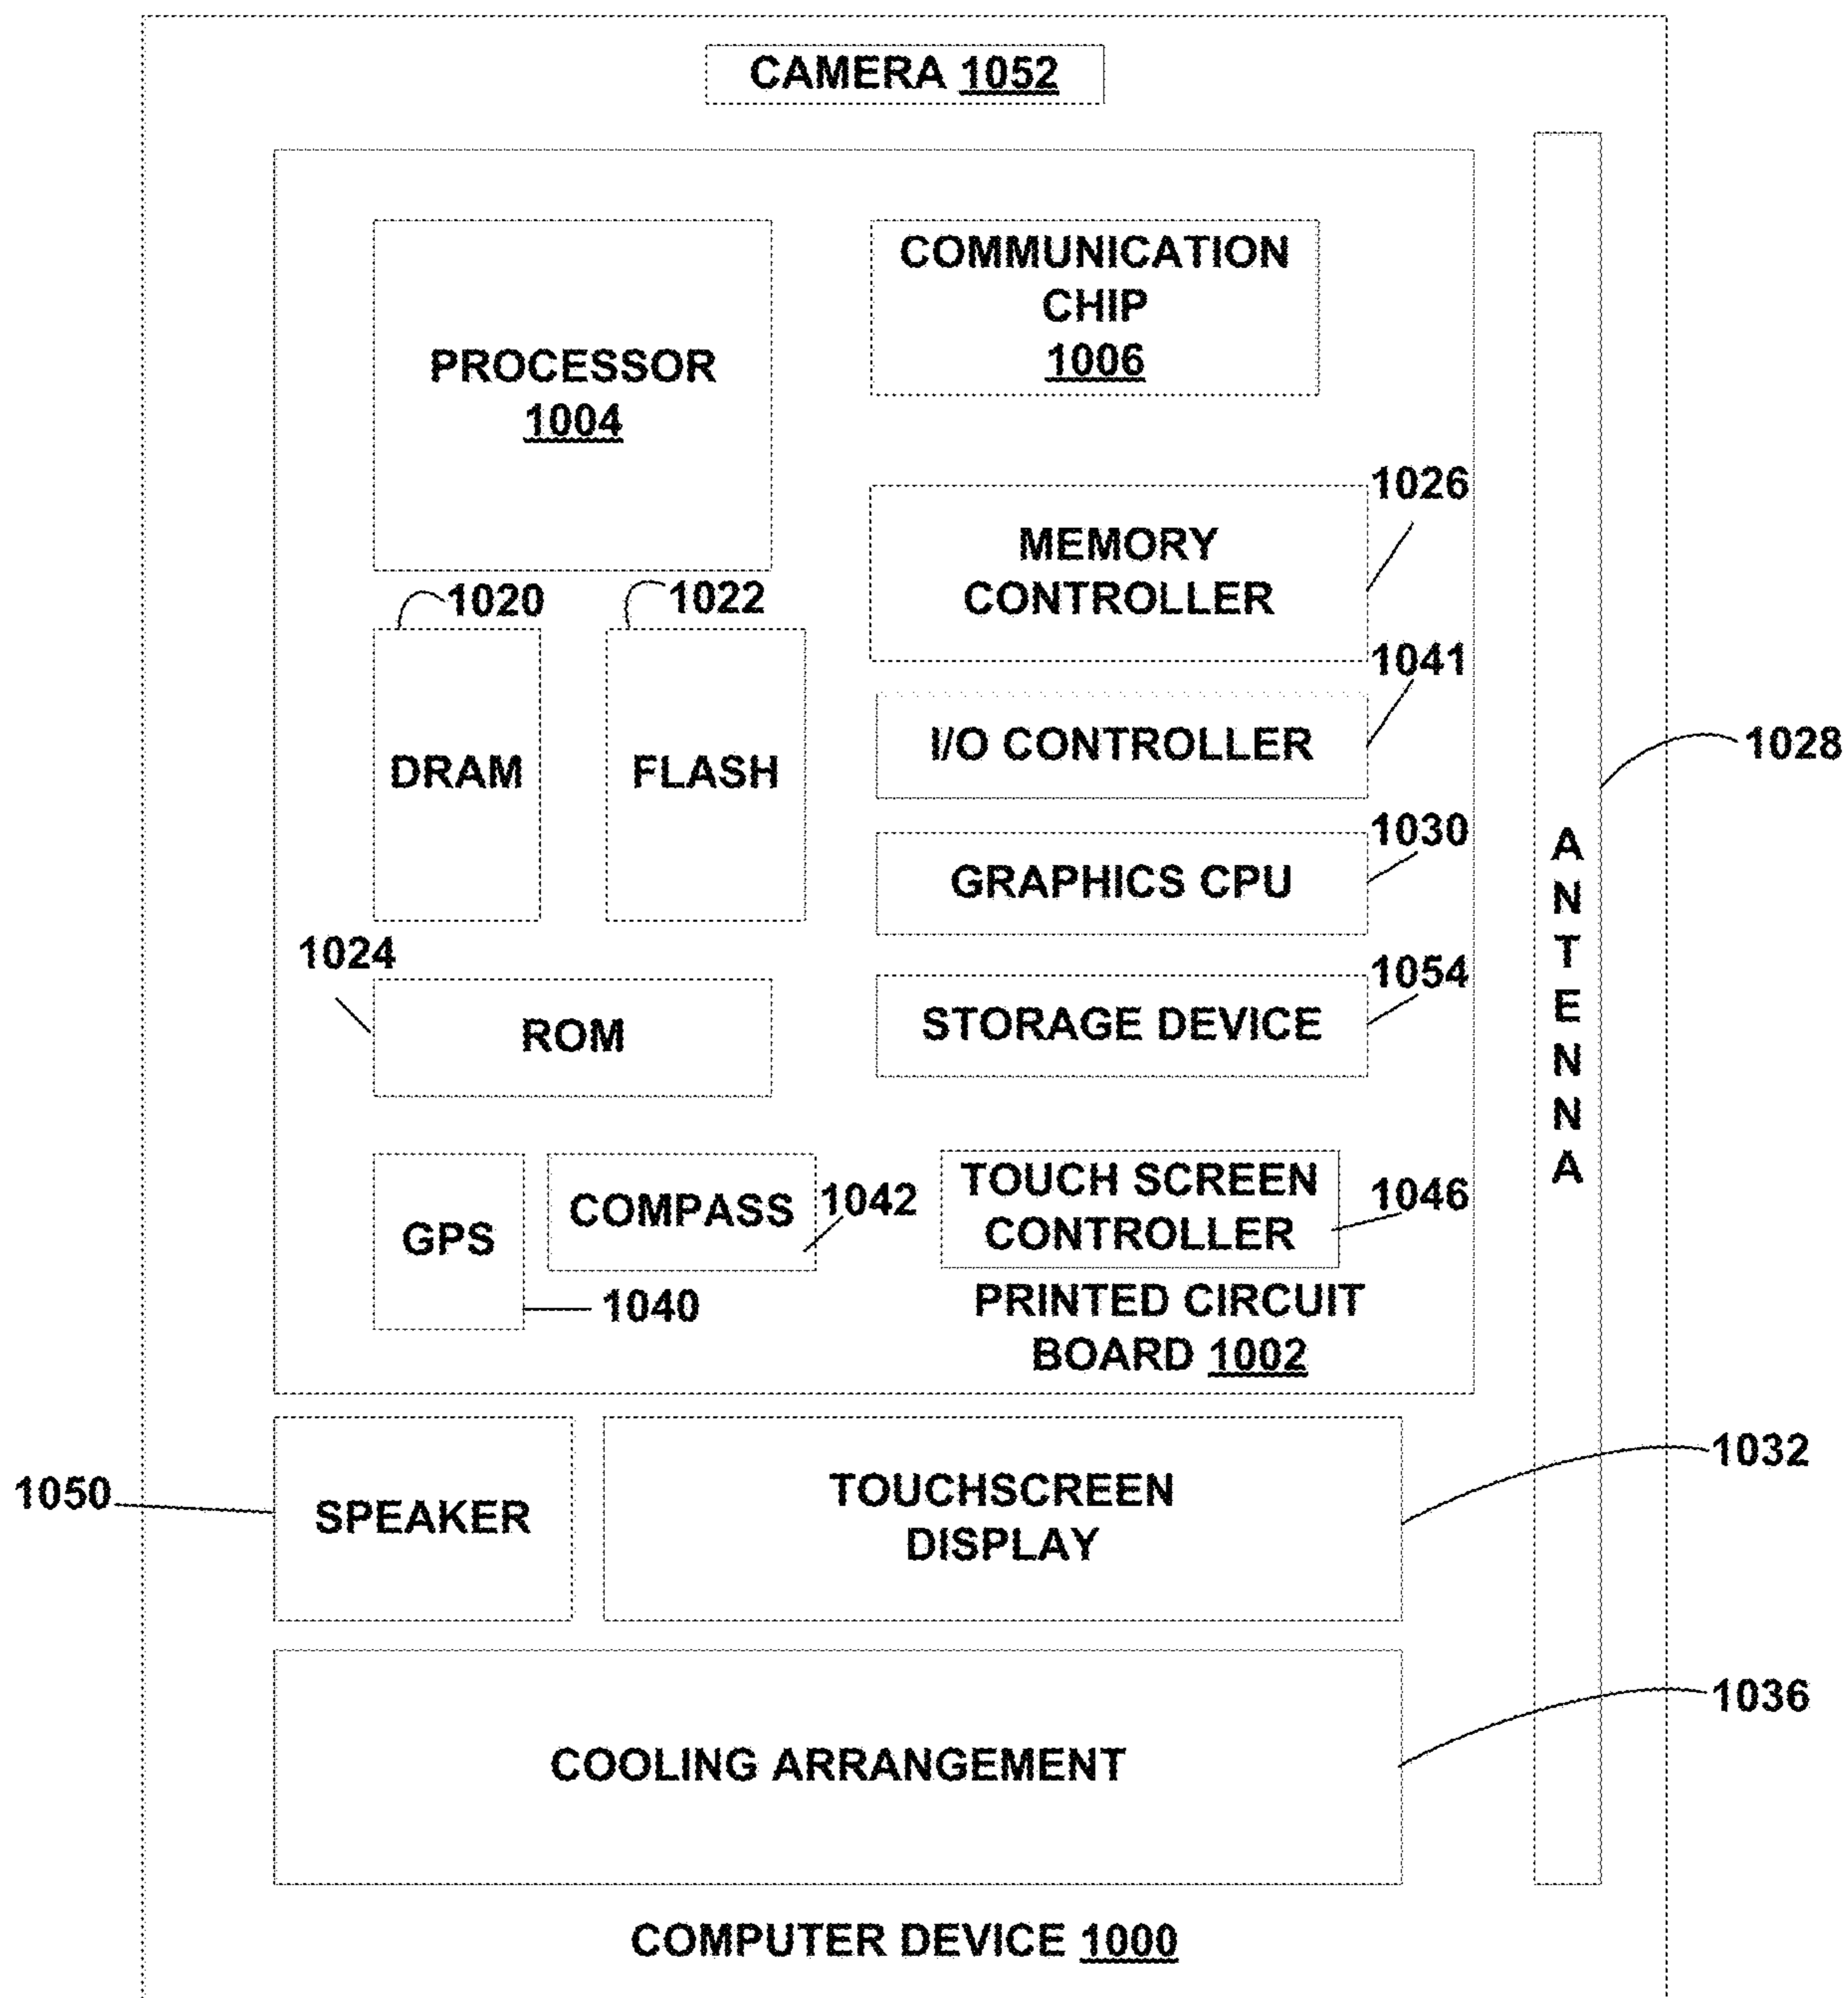 CAMERA 1052
PROCESSOR
1004
COMMUNICATION
CHIP
1006
1026
MEMORY
CONTROLLER
1020
1022
DRAM
FLASH
1041
I/O CONTROLLER
1028
1030
GRAPHICS CPU
1024
ROM
1054
STORAGE DEVICE
ANTENNA
GPS
1040
COMPASS
1042
TOUCH SCREEN
CONTROLLER
1046
PRINTED CIRCUIT
BOARD 1002
1050
SPEAKER
TOUCHSCREEN
DISPLAY
1032
COOLING ARRANGEMENT
1036
COMPUTER DEVICE 1000